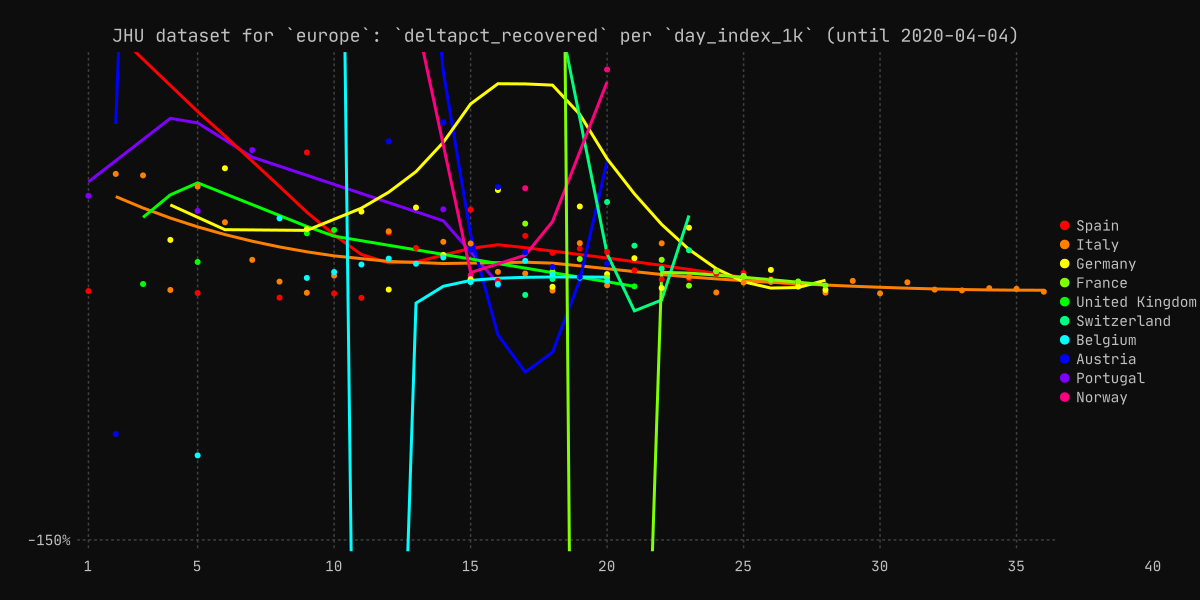 JHU dataset for `europe`: `deltapct_recovered` per `day_index_1k` (until 2020-04-04)
Spain
Italy
Germany
France
United Kingdom
Switzerland
Belgium
Austria
Portugal
Norway
-150%
1 5 10 15 20 25 30 35 40